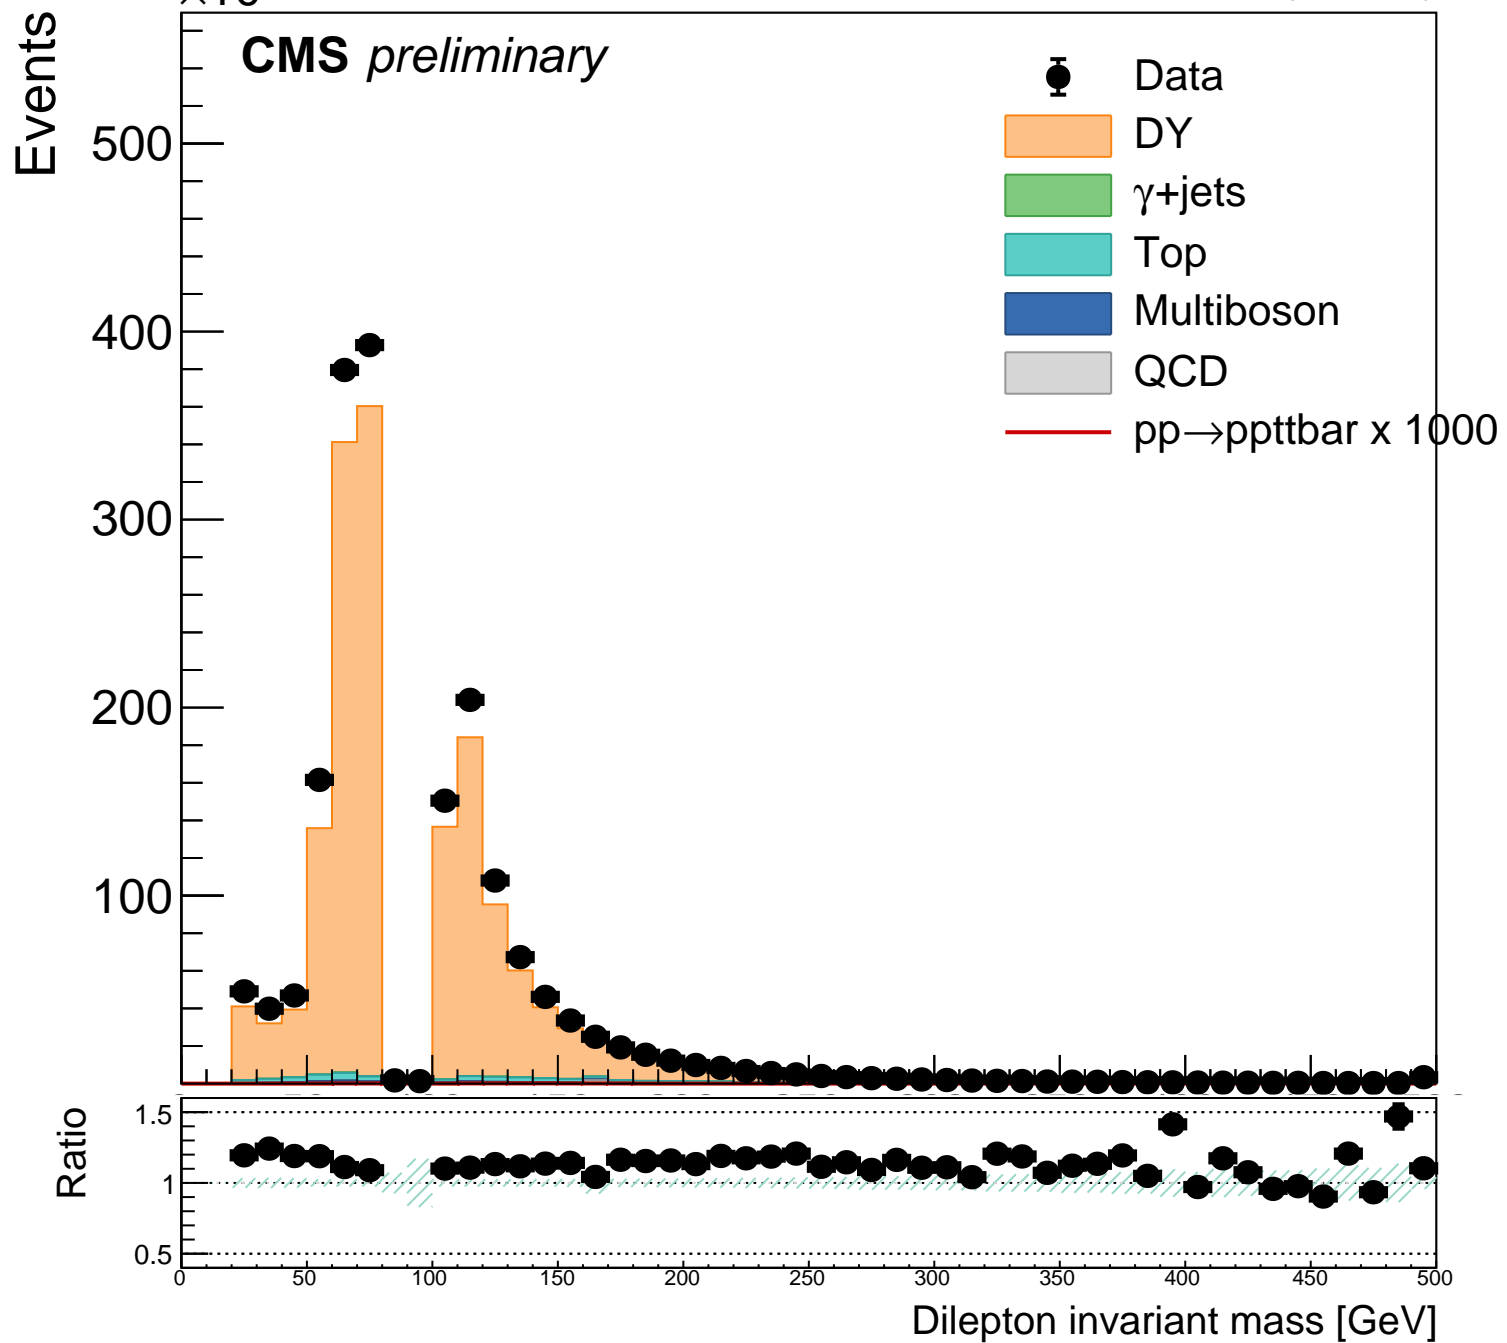 Events
CMS preliminary
500
400
300
200
100
Data
DY
γ+jets
Top
Multiboson
QCD
pp→ppttbar x 1000
Ratio
1.5
1
0.5
0 50 100 150 200 250 300 350 400 450 500
Dilepton invariant mass [GeV]